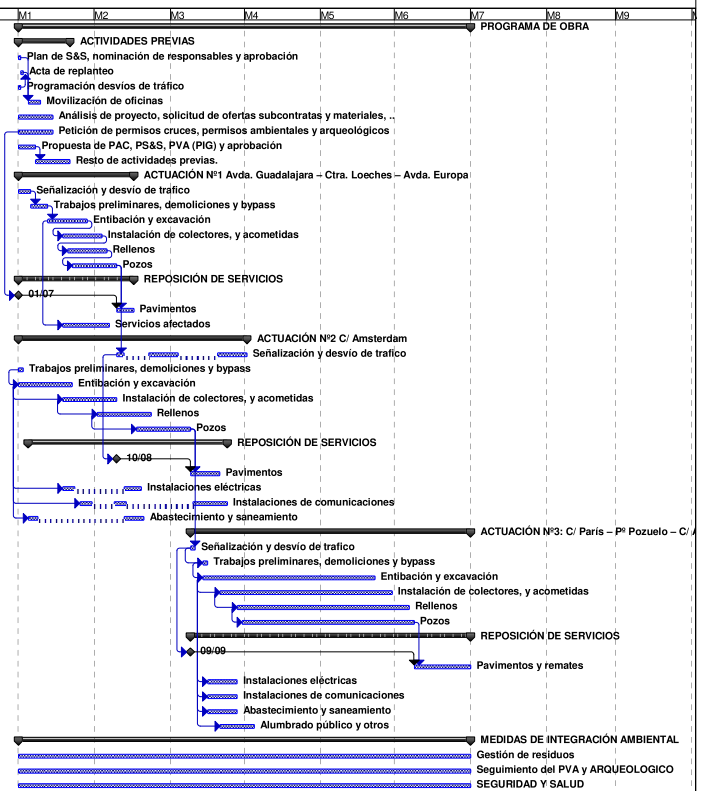 M1 M2 M3 M4 M5 M6 M7 M8 M9
PROGRAMA DE OBRA
ACTIVIDADES PREVIAS
Plan de S&S, nominación de responsables y aprobación
Acta de replanteo
Programación desvíos de tráfico
Movilización de oficinas
Análisis de proyecto, solicitud de ofertas subcontratas y materiales, ..
Petición de permisos cruces, permisos ambientales y arqueológicos
Propuesta de PAC, PS&S, PVA (PIG) y aprobación
Resto de actividades previas.
ACTUACIÓN Nº1 Avda. Guadalajara – Ctra. Loeches – Avda. Europa
Señalización y desvío de trafico
Trabajos preliminares, demoliciones y bypass
Entibación y excavación
Instalación de colectores, y acometidas
Rellenos
Pozos
REPOSICIÓN DE SERVICIOS
01/07
Pavimentos
Servicios afectados
ACTUACIÓN Nº2 C/ Amsterdam
Señalización y desvío de trafico
Trabajos preliminares, demoliciones y bypass
Entibación y excavación
Instalación de colectores, y acometidas
Rellenos
Pozos
REPOSICIÓN DE SERVICIOS
10/08
Pavimentos
Instalaciones eléctricas
Instalaciones de comunicaciones
Abastecimiento y saneamiento
ACTUACIÓN Nº3: C/ París – Pº Pozuelo – C/
Señalización y desvío de trafico
Trabajos preliminares, demoliciones y bypass
Entibación y excavación
Instalación de colectores, y acometidas
Rellenos
Pozos
REPOSICIÓN DE SERVICIOS
09/09
Pavimentos y remates
Instalaciones eléctricas
Instalaciones de comunicaciones
Abastecimiento y saneamiento
Alumbrado público y otros
MEDIDAS DE INTEGRACIÓN AMBIENTAL
Gestión de residuos
Seguimiento del PVA y ARQUEOLOGICO
SEGURIDAD Y SALUD